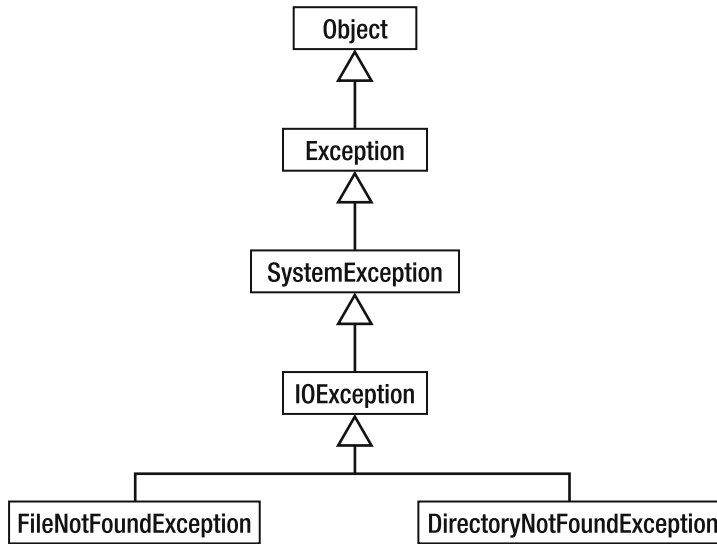 Object
Exception
SystemException
IOException
FileNotFoundException
DirectoryNotFoundException